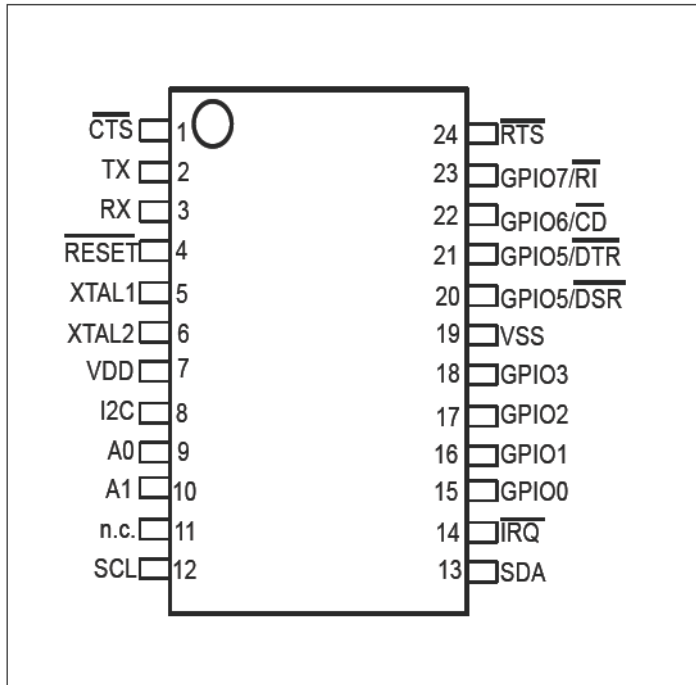 CTS 1 24 RTS
TX 2 23 GPIO7/RI
RX 3 22 GPIO6/CD
RESET 4 21 GPIO5/DTR
XTAL1 5 20 GPIO5/DSR
XTAL2 6 19 VSS
VDD 7 18 GPIO3
I2C 8 17 GPIO2
A0 9 16 GPIO1
A1 10 15 GPIO0
n.c. 11 14 IRQ
SCL 12 13 SDA